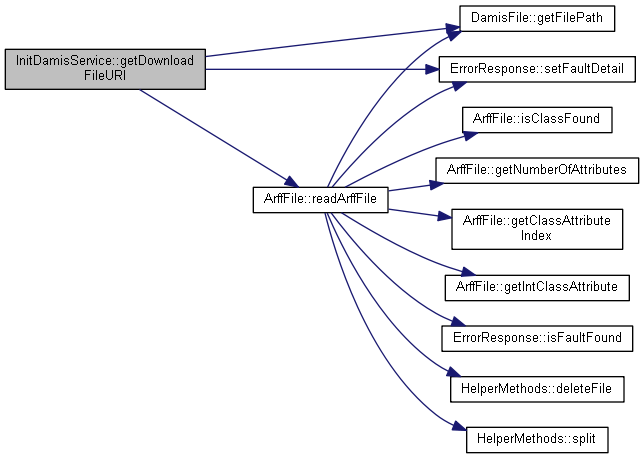 DamisFile::getFilePath
InitDamisService::getDownload
FileURI
ErrorResponse::setFaultDetail
ArffFile::isClassFound
ArffFile::getNumberOfAttributes
ArffFile::readArffFile
ArffFile::getClassAttribute
Index
ArffFile::getIntClassAttribute
ErrorResponse::isFaultFound
HelperMethods::deleteFile
HelperMethods::split